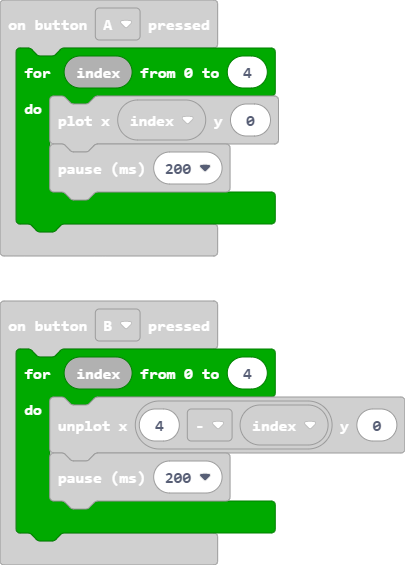 on button A pressed
for index from 0 to 4
do
plot x index y 0
pause (ms) 200
on button B pressed
for index from 0 to 4
do
unplot x 4 - index y 0
pause (ms) 200